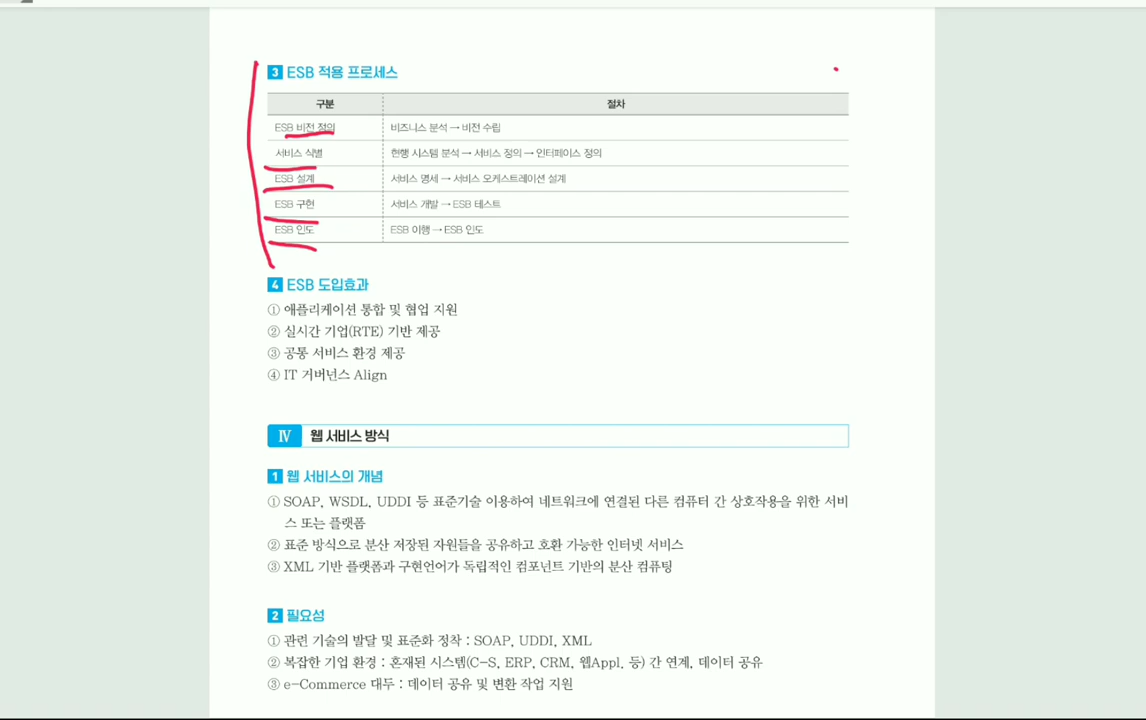 3 ESB 적용 프로세스
구분 절차
ESB 비전 정의 비즈니스 분석 → 비전 수립
서비스 식별 현행 시스템 분석 → 서비스 정의 → 인터페이스 정의
ESB 설계 서비스 명세 → 서비스 오케스트레이션 설계
ESB 구현 서비스 개발 → ESB 테스트
ESB 인도 ESB 이행 → ESB 인도
4 ESB 도입효과
① 애플리케이션 통합 및 협업 지원
② 실시간 기업(RTE) 기반 제공
③ 공통 서비스 환경 제공
④ IT 거버넌스 Align
Ⅳ 웹 서비스 방식
1 웹 서비스의 개념
① SOAP, WSDL, UDDI 등 표준기술 이용하여 네트워크에 연결된 다른 컴퓨터 간 상호작용을 위한 서비
스 또는 플랫폼
② 표준 방식으로 분산 저장된 자원들을 공유하고 호환 가능한 인터넷 서비스
③ XML 기반 플랫폼과 구현언어가 독립적인 컴포넌트 기반의 분산 컴퓨팅
2 필요성
① 관련 기술의 발달 및 표준화 정착 : SOAP, UDDI, XML
② 복잡한 기업 환경 : 혼재된 시스템(C-S, ERP, CRM, 웹Appl, 등) 간 연계, 데이터 공유
③ e-Commerce 대두 : 데이터 공유 및 변환 작업 지원